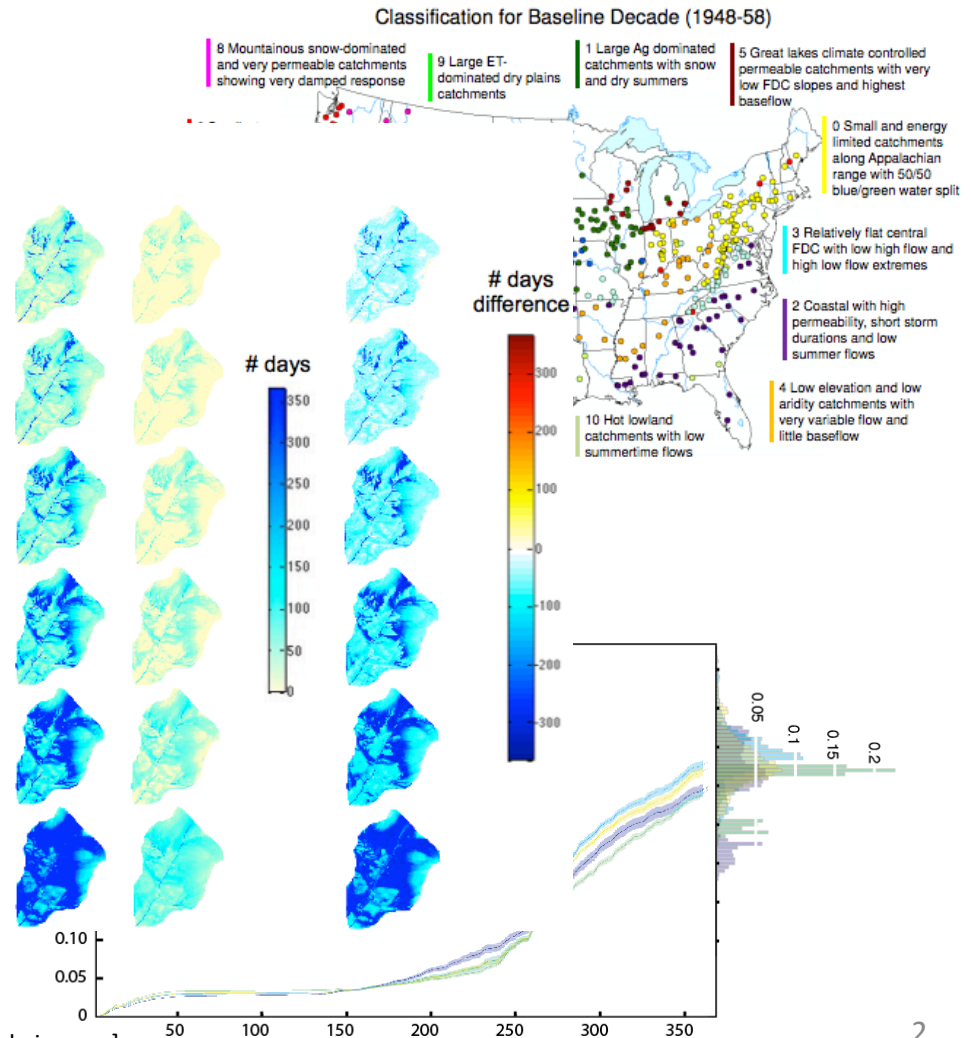 Classification for Baseline Decade (1948-58)
8 Mountainous snow-dominated
and very permeable catchments
showing very damped response
9 Large ET-
dominated dry plains
catchments
1 Large Ag dominated
catchments with snow
and dry summers
5 Great lakes climate controlled
permeable catchments with very
low FDC slopes and highest
baseflow
0 Small and energy
limited catchments
along Appalachian
range with 50/50
blue/green water split
3 Relatively flat central
FDC with low high flow and
high low flow extremes
2 Coastal with high
permeability, short storm
durations and low
summer flows
4 Low elevation and low
aridity catchments with
very variable flow and
little baseflow
10 Hot lowland
catchments with low
summertime flows
# days
350
300
250
200
150
100
50
0
# days
difference
300
200
100
0
-100
-200
-300
0.05
0.1
0.15
0.2
0.10
0.05
0
50
100
150
200
250
300
350
2